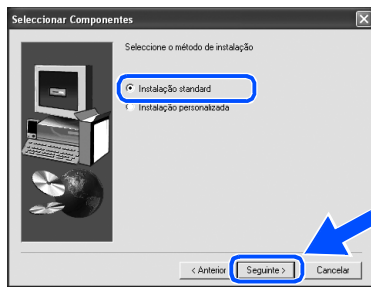 Seleccionar Componentes
Seleccione o método de instalação
Instalação standard
Instalação personalizada
< Anterior
Seguinte >
Cancelar